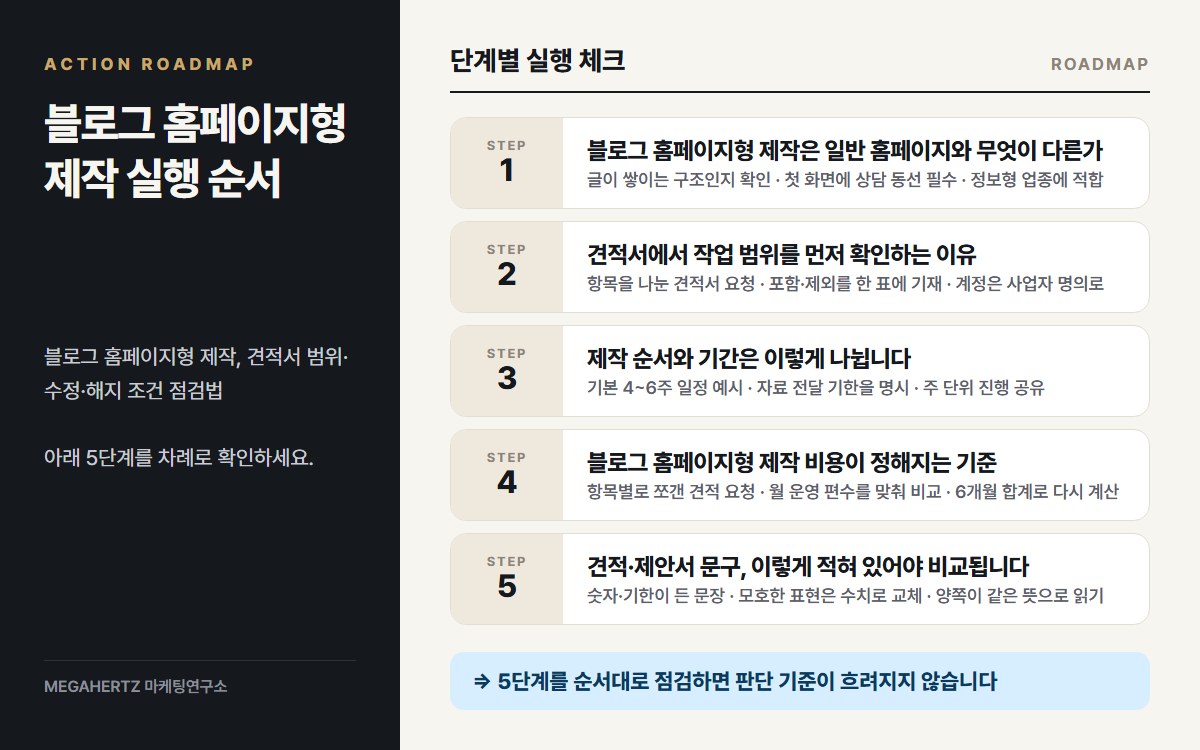 ACTION ROADMAP
블로그 홈페이지형
제작 실행 순서
블로그 홈페이지형 제작, 견적서 범위·
수정·해지 조건 점검법
아래 5단계를 차례로 확인하세요.
MEGAHERTZ 마케팅연구소
단계별 실행 체크
ROADMAP
STEP
1
블로그 홈페이지형 제작은 일반 홈페이지와 무엇이 다른가
글이 쌓이는 구조인지 확인 · 첫 화면에 상담 동선 필수 · 정보형 업종에 적합
STEP
2
견적서에서 작업 범위를 먼저 확인하는 이유
항목을 나눈 견적서 요청 · 포함·제외를 한 표에 기재 · 계정은 사업자 명의로
STEP
3
제작 순서와 기간은 이렇게 나뉩니다
기본 4~6주 일정 예시 · 자료 전달 기한을 명시 · 주 단위 진행 공유
STEP
4
블로그 홈페이지형 제작 비용이 정해지는 기준
항목별로 쪼갠 견적 요청 · 월 운영 편수를 맞춰 비교 · 6개월 합계로 다시 계산
STEP
5
견적·제안서 문구, 이렇게 적혀 있어야 비교됩니다
숫자·기한이 든 문장 · 모호한 표현은 수치로 교체 · 양쪽이 같은 뜻으로 읽기
→ 5단계를 순서대로 점검하면 판단 기준이 흐려지지 않습니다